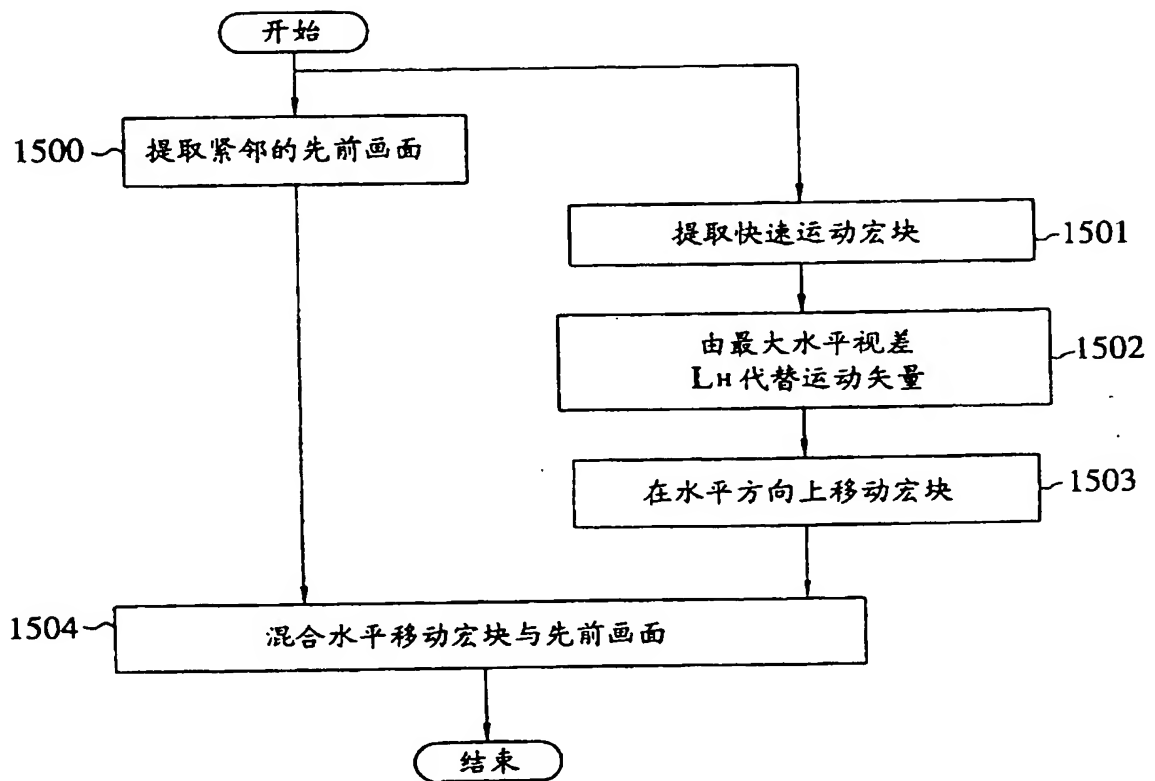 开始
1500
提取紧邻的先前画面
提取快速运动宏块
1501
由最大水平视差
LH代替运动矢量
1502
在水平方向上移动宏块
1503
1504
混合水平移动宏块与先前画面
结束